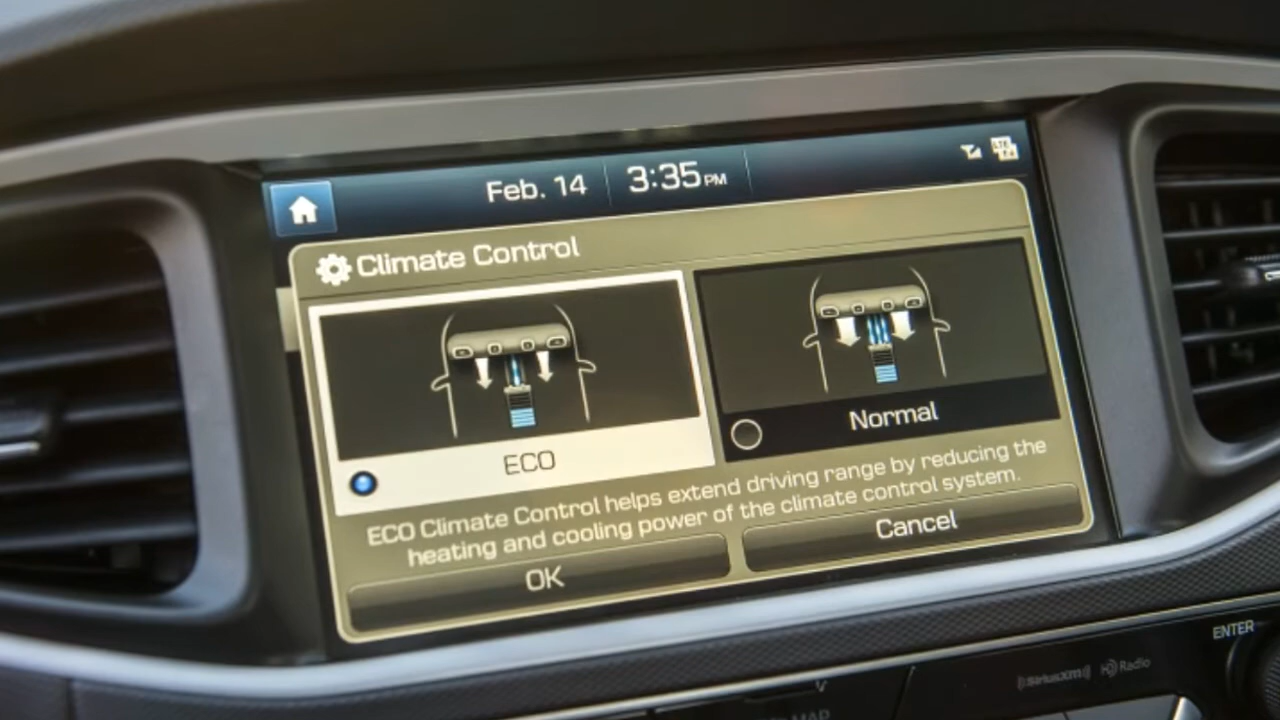 Feb. 14 3:35 PM
Climate Control
ECO
Normal
ECO Climate Control helps extend driving range by reducing the
heating and cooling power of the climate control system.
OK
Cancel
ENTER
SiriusXM HD Radio
MAP